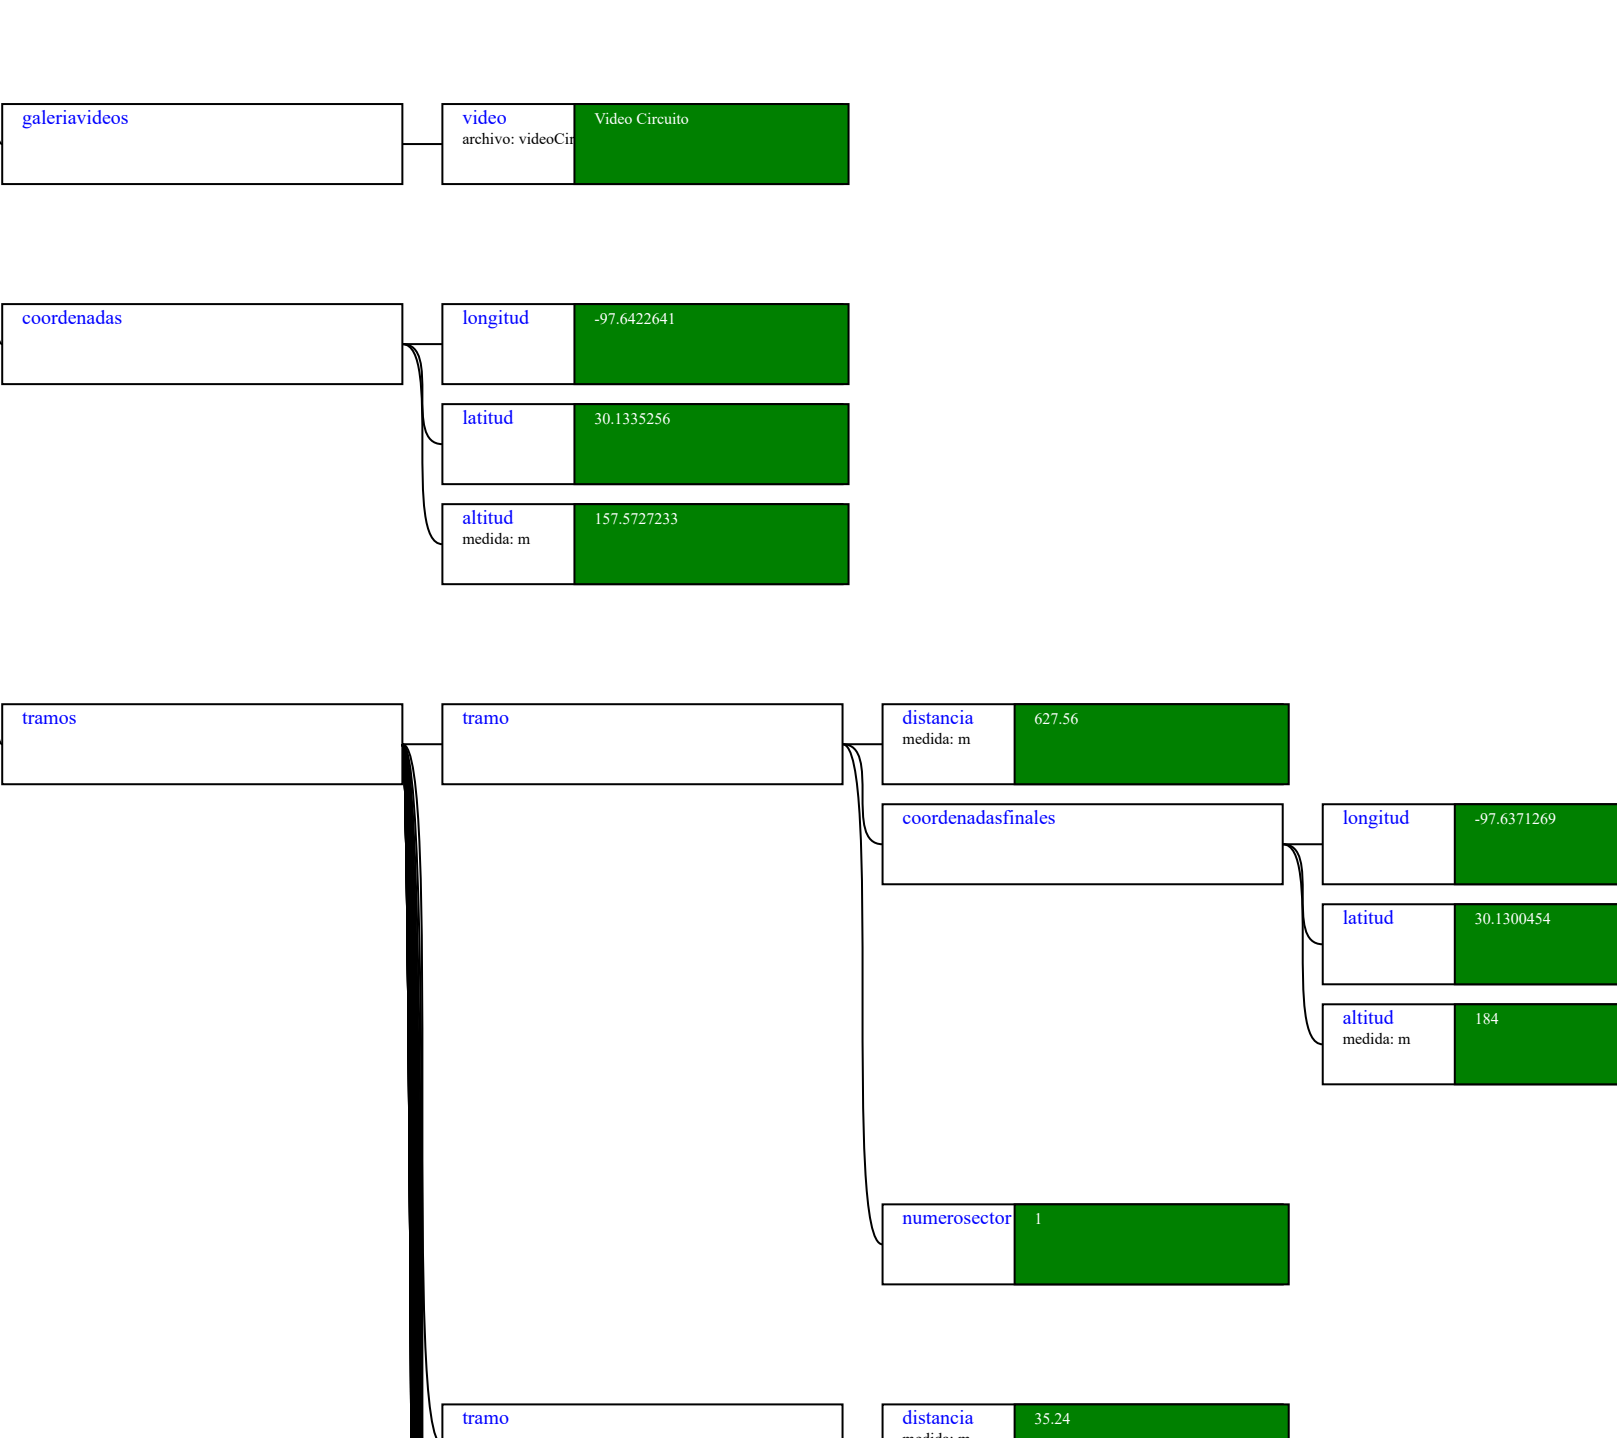 galeriavideos
video
archivo: videoCir
Video Circuito
coordenadas
longitud
-97.6422641
latitud
30.1335256
altitud
medida: m
157.5727233
tramos
tramo
distancia
medida: m
627.56
coordenadasfinales
longitud
-97.6371269
latitud
30.1300454
altitud
medida: m
184
numerosector
1
tramo
distancia
medida: m
35.24